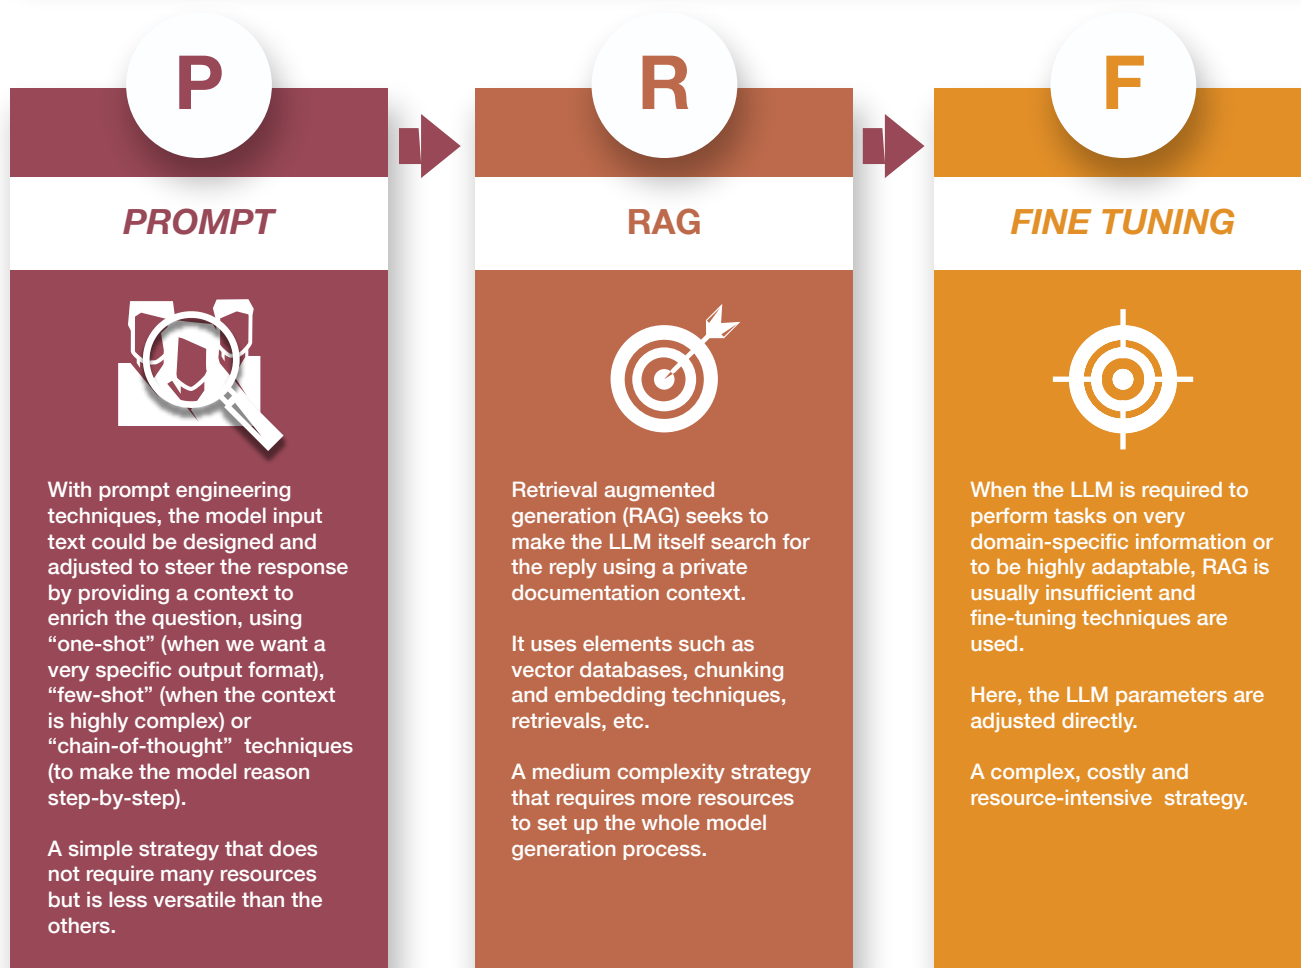 P
PROMPT
With prompt engineering
techniques, the model input
text could be designed and
adjusted to steer the response
by providing a context to
enrich the question, using
“one-shot” (when we want a
very specific output format),
“few-shot” (when the context
is highly complex) or
“chain-of-thought”  techniques
(to make the model reason
step-by-step).
A simple strategy that does
not require many resources
but is less versatile than the
others.
R
RAG
Retrieval augmented
generation (RAG) seeks to
make the LLM itself search for
the reply using a private
documentation context.
It uses elements such as
vector databases, chunking
and embedding techniques,
retrievals, etc.
A medium complexity strategy
that requires more resources
to set up the whole model
generation process.
F
FINE TUNING
When the LLM is required to
perform tasks on very
domain-specific information or
to be highly adaptable, RAG is
usually insufficient and
fine-tuning techniques are
used.
Here, the LLM parameters are
adjusted directly.
A complex, costly and
resource-intensive  strategy.